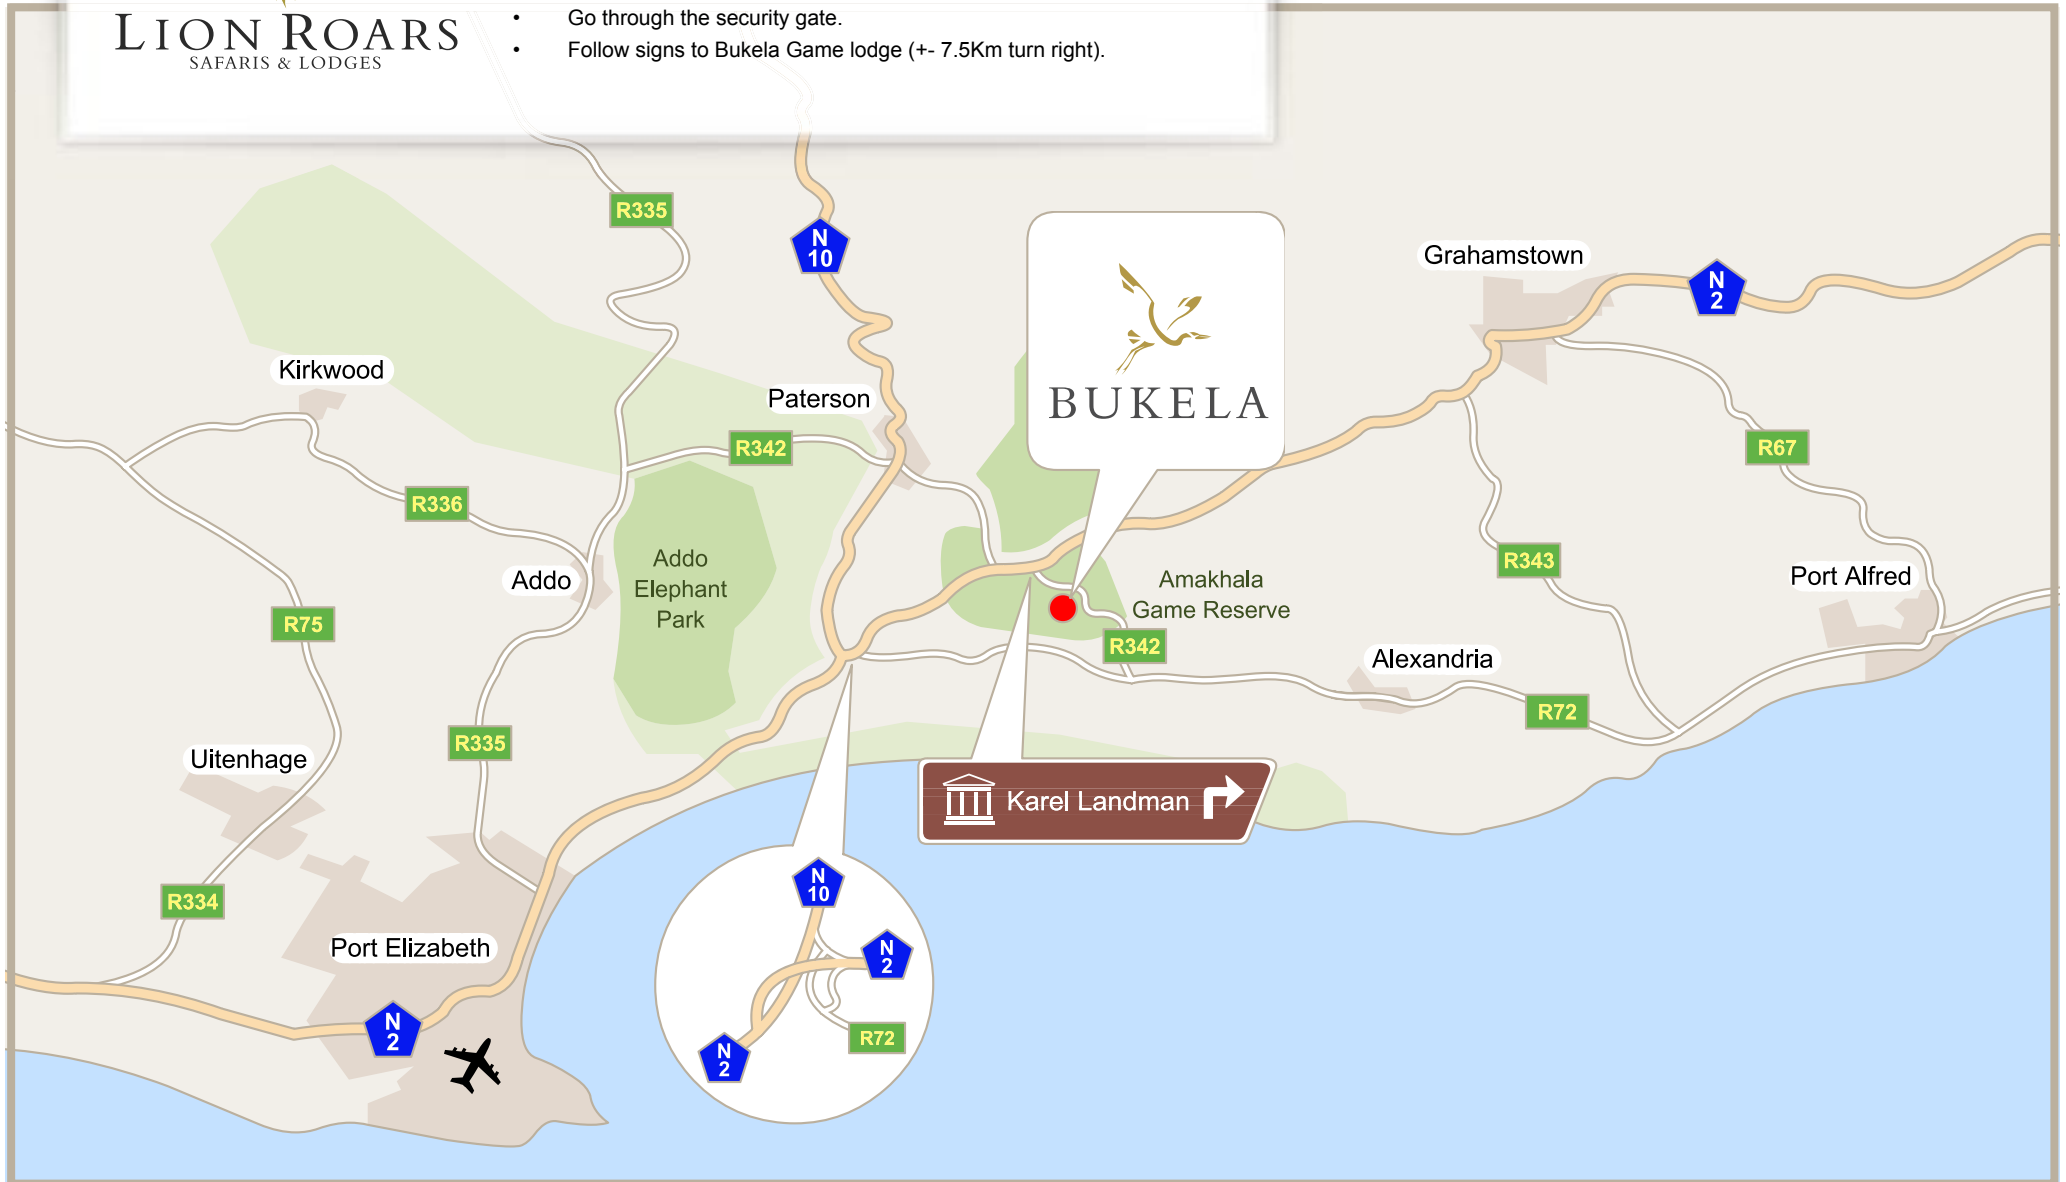 LION ROARS
SAFARIS & LODGES
• Go through the security gate.
• Follow signs to Bukela Game lodge (+- 7.5Km turn right).
R335
N
10
BUKELA
Grahamstown
N
2
Kirkwood
Paterson
R342
R67
R336
Addo
Addo
Elephant
Park
Amakhala
Game Reserve
R343
Port Alfred
R75
R342
Alexandria
R72
Uitenhage
R335
Karel Landman
R334
Port Elizabeth
N
2
N
10
N
2
R72
N
2